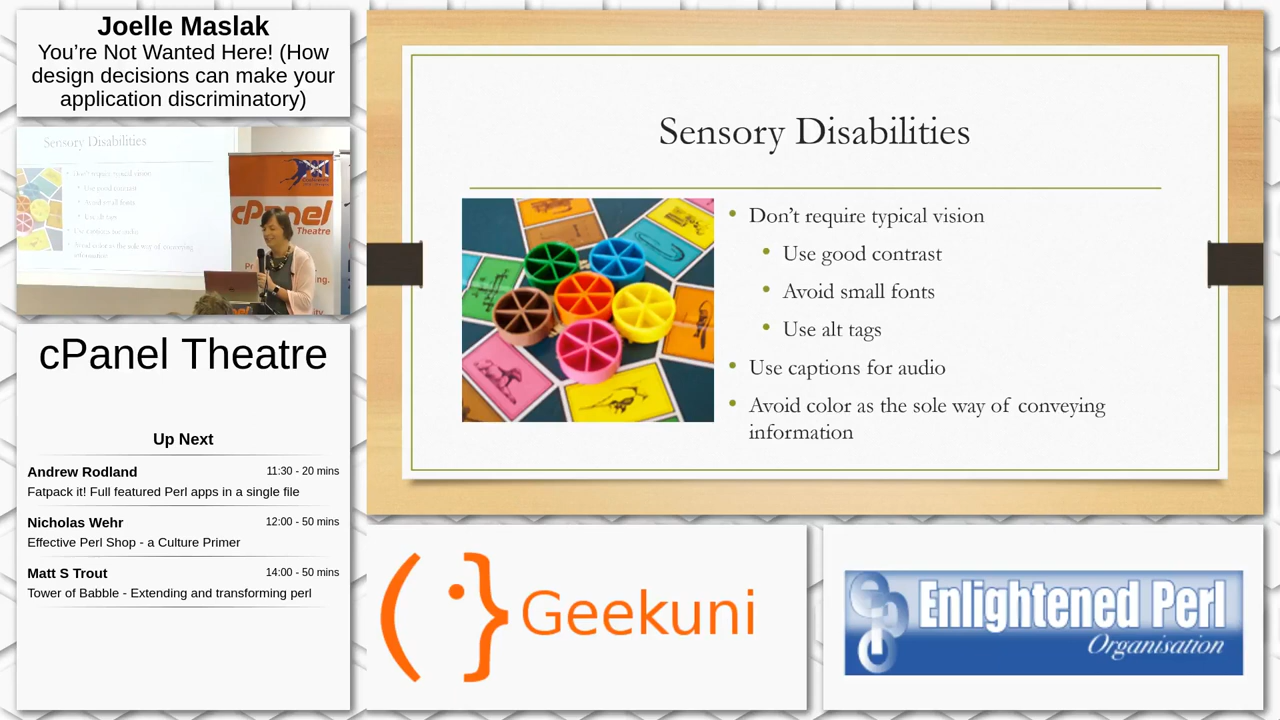 Joelle Maslak
You're Not Wanted Here! (How
design decisions can make your
application discriminatory)
Sensory Disabilities
cPanel
Theatre
cPanel Theatre
Up Next
Andrew Rodland
11:30 - 20 mins
Fatpack it! Full featured Perl apps in a single file
Nicholas Wehr
12:00 - 50 mins
Effective Perl Shop - a Culture Primer
Matt S Trout
14:00 - 50 mins
Tower of Babble - Extending and transforming perl
Sensory Disabilities
• Don't require typical vision
• Use good contrast
• Avoid small fonts
• Use alt tags
• Use captions for audio
• Avoid color as the sole way of conveying
information
Geekuni
Enlightened Perl
Organisation